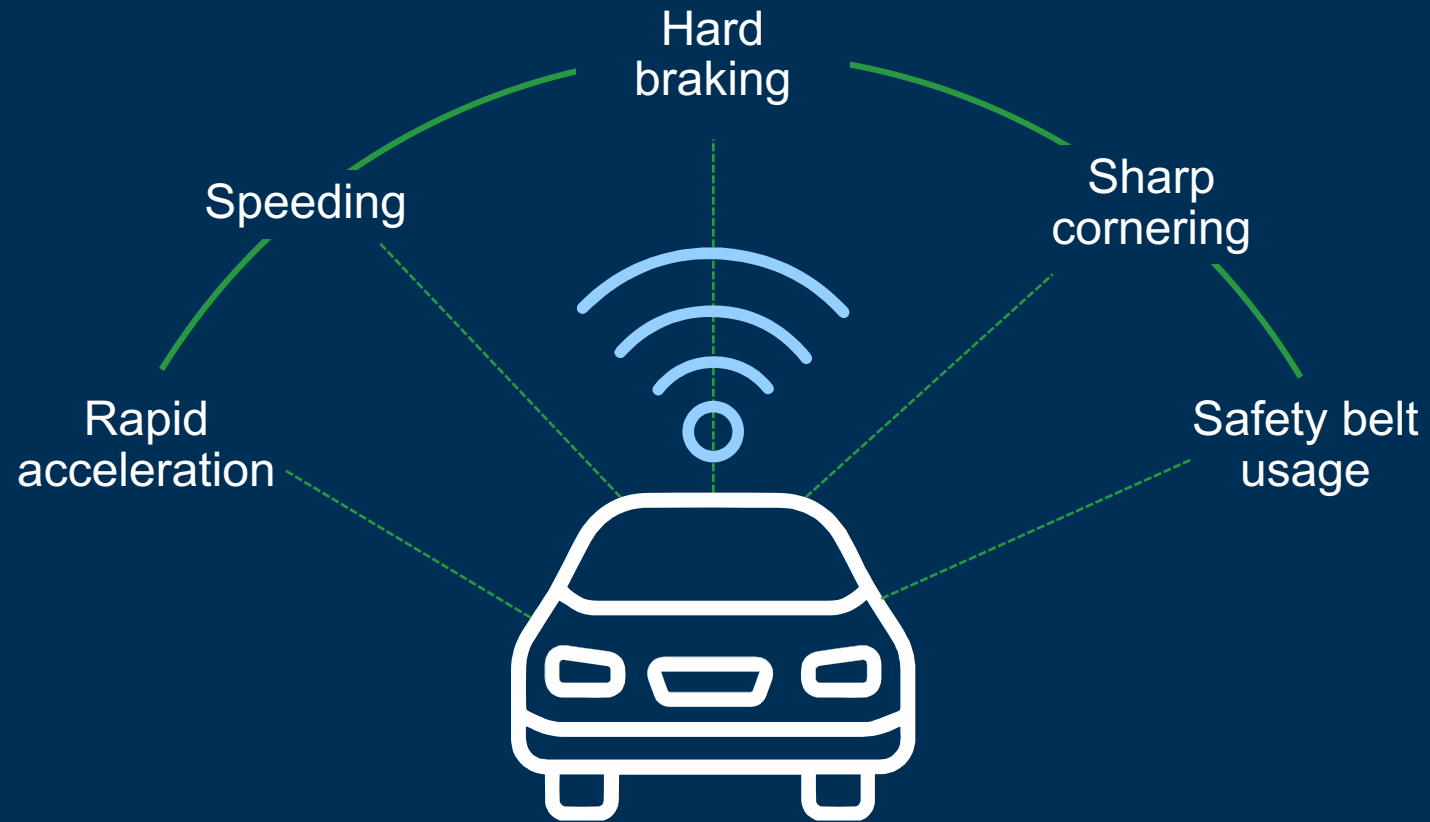 Hard
braking
Speeding
Sharp
cornering
Rapid
acceleration
Safety belt
usage